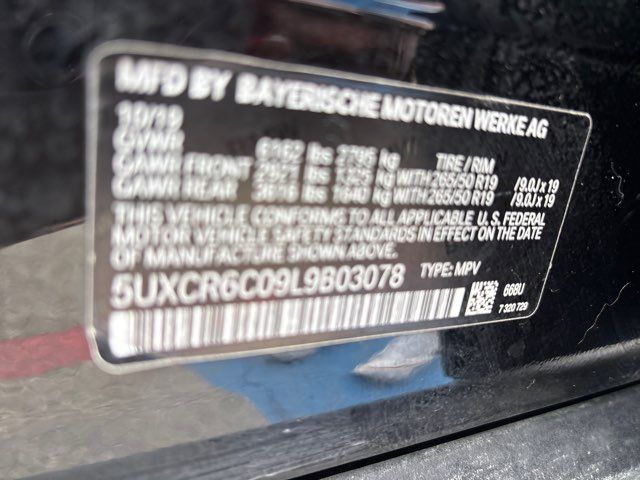 MFD BY BAYERISCHE MOTOREN WERKE AG
10/19
GVWR 6162 lbs 2795 kg TIRE / RIM
GAWR FRONT 2921 lbs 1325 kg WITH 265/50 R19 /9.0J x 19
GAWR REAR 3616 lbs 1640 kg WITH 265/50 R19 /9.0J x 19
THIS VEHICLE CONFORMS TO ALL APPLICABLE U. S. FEDERAL
MOTOR VEHICLE SAFETY STANDARDS IN EFFECT ON THE DATE OF
MANUFACTURE SHOWN ABOVE.
5UXCR6C09L9B03078 TYPE: MPV
668U
7 320 729